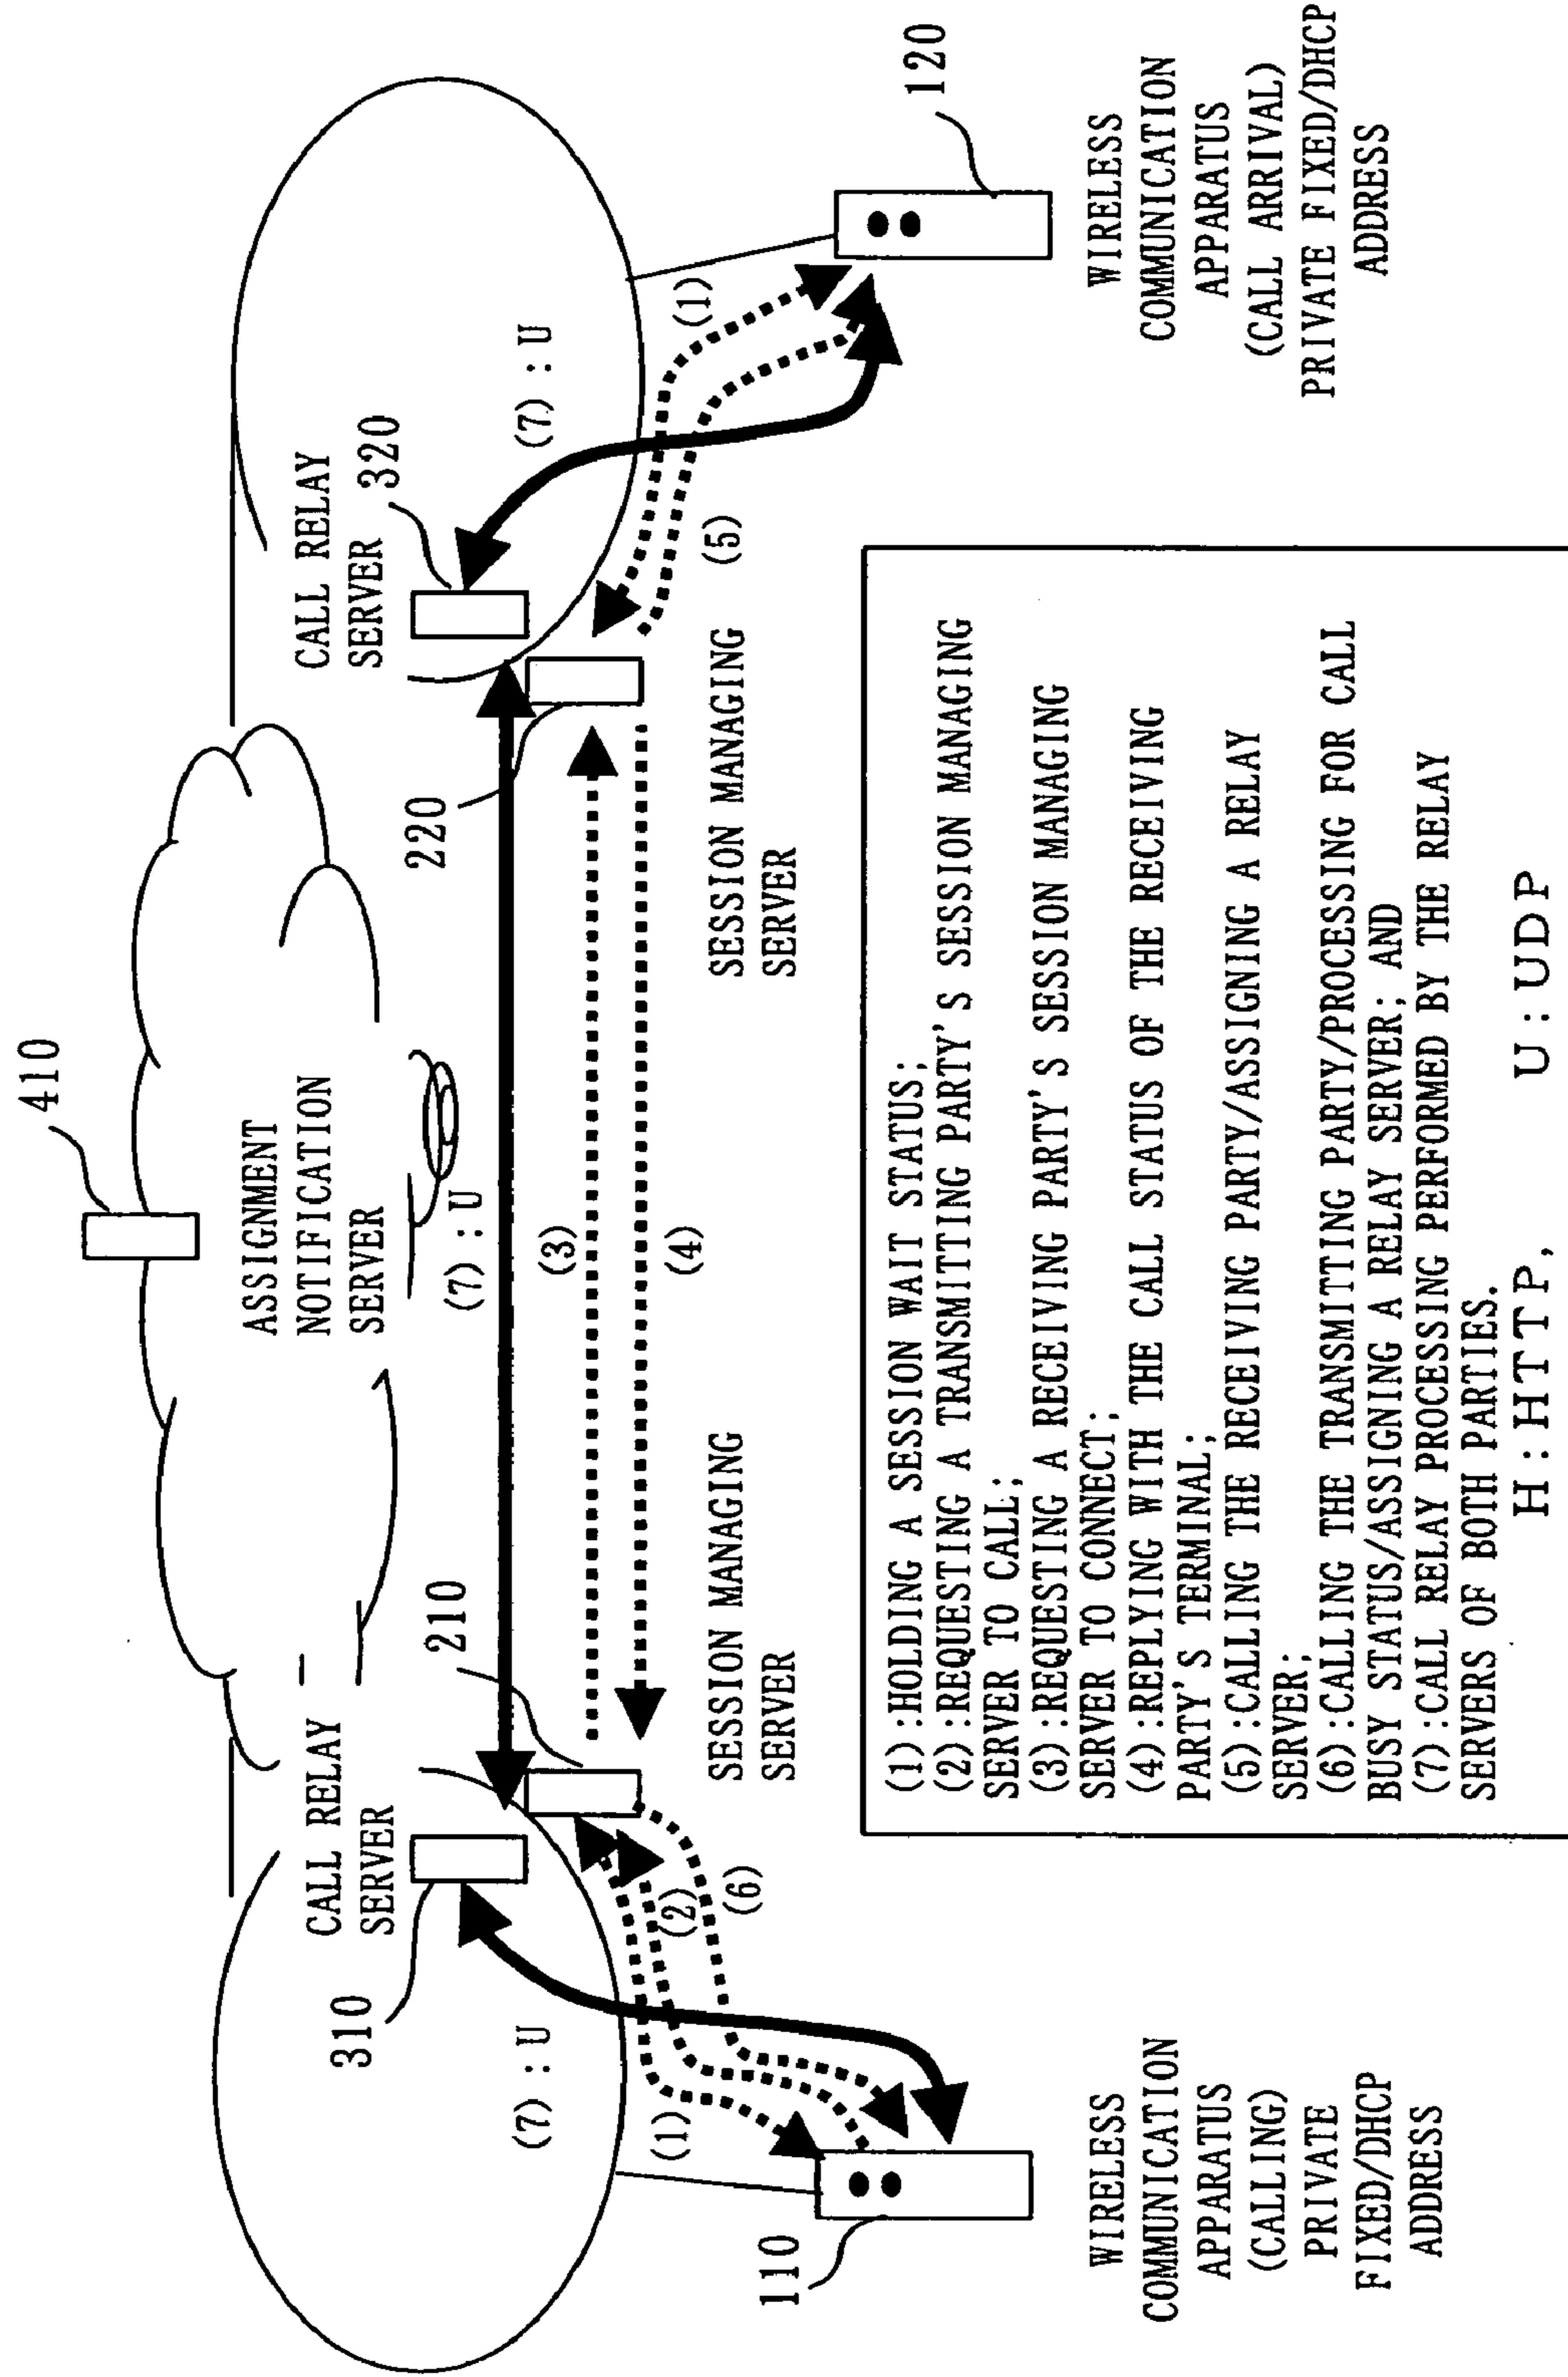 410
ASSIGNMENT
NOTIFICATION
SERVER
CALL RELAY
SERVER
310
CALL RELAY
SERVER
320
(7) : U
(7) : U
(7) : U
210
220
(3)
(4)
(1)
(2)
(6)
(1)
(5)
SESSION MANAGING
SERVER
SESSION MANAGING
SERVER
110
120
WIRELESS
COMMUNICATION
APPARATUS
(CALLING)
PRIVATE
FIXED/DHCP
ADDRESS
WIRELESS
COMMUNICATION
APPARATUS
(CALL ARRIVAL)
PRIVATE FIXED/DHCP
ADDRESS
(1) :HOLDING A SESSION WAIT STATUS;
(2) :REQUESTING A TRANSMITTING PARTY'S SESSION MANAGING
SERVER TO CALL;
(3) :REQUESTING A RECEIVING PARTY'S SESSION MANAGING
SERVER TO CONNECT;
(4) :REPLYING WITH THE CALL STATUS OF THE RECEIVING
PARTY'S TERMINAL;
(5) :CALLING THE RECEIVING PARTY/ASSIGNING A RELAY
SERVER;
(6) :CALLING THE TRANSMITTING PARTY/PROCESSING FOR CALL
BUSY STATUS/ASSIGNING A RELAY SERVER; AND
(7) :CALL RELAY PROCESSING PERFORMED BY THE RELAY
SERVERS OF BOTH PARTIES.
H : HTTP, U : UDP